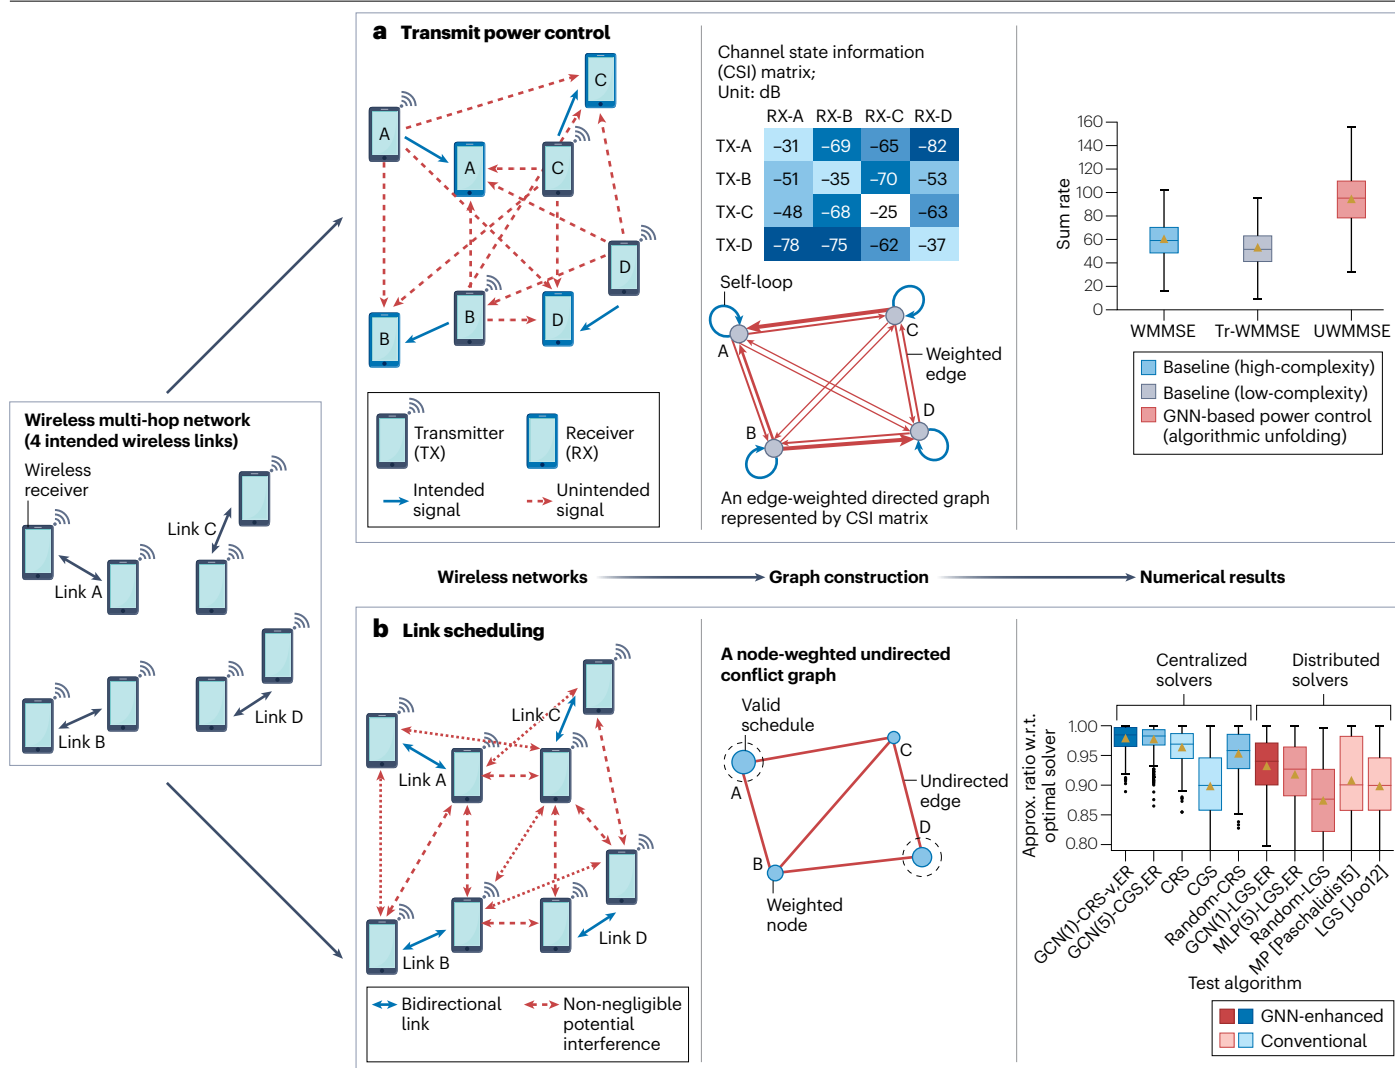 a Transmit power control
C
A
A
C
D
B
D
B
Transmitter
(TX)
Receiver
(RX)
Intended
signal
Unintended
signal
Channel state information
(CSI) matrix;
Unit: dB
RX-A RX-B RX-C RX-D
TX-A –31 –69 –65 –82
TX-B –51 –35 –70 –53
TX-C –48 –68 –25 –63
TX-D –78 –75 –62 –37
Self-loop
C
A
Weighted
edge
D
B
An edge-weighted directed graph
represented by CSI matrix
Sum rate
160
140
120
100
80
60
40
20
0
WMMSE Tr-WMMSE UWMMSE
Baseline (high-complexity)
Baseline (low-complexity)
GNN-based power control
(algorithmic unfolding)
Wireless multi-hop network
(4 intended wireless links)
Wireless
receiver
Link C
Link A
Link D
Link B
Wireless networks
Graph construction
Numerical results
b Link scheduling
Link C
Link A
Link D
Link B
Bidirectional
link
Non-negligible
potential
interference
A node-weghted undirected
conflict graph
Valid
schedule
C
A
Undirected
edge
D
B
Weighted
node
Centralized
solvers
Distributed
solvers
Approx. ratio w.r.t.
optimal solver
1.00
0.95
0.90
0.85
0.80
GCN(1)-CRS-v,ER
GCN(5)-CGS,ER
CRS
CGS
Random-CRS
GCN(1)-LGS,ER
MLP(5)-LGS,ER
Random-LGS
MP [Paschalidis15]
LGS [Joo12]
Test algorithm
GNN-enhanced
Conventional